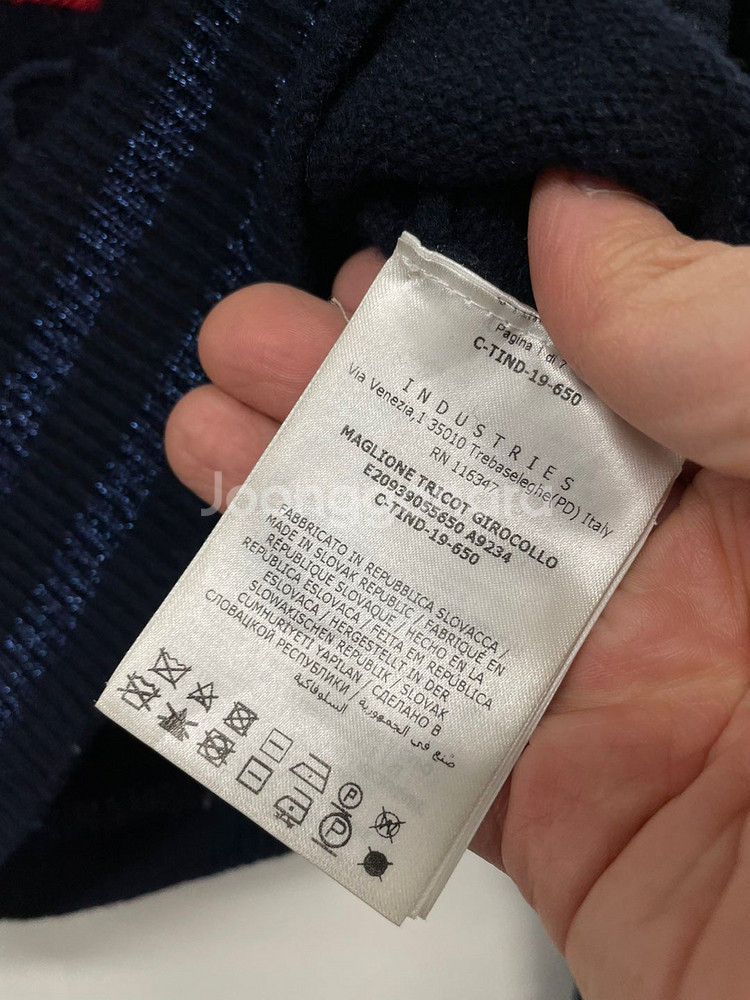 Pagina 1 di 7
C-TIND-19-650
INDUSTRIES
Via Venezia,1 35010 Trebaseleghe(PD) Italy
RN 116347
MAGLIONE TRICOT GIROCOLLO
E20939055650 A9234
C-TIND-19-650
FABBRICATO IN REPUBBLICA SLOVACCA /
MADE IN SLOVAK REPUBLIC / FABRIQUÉ EN
RÉPUBLIQUE SLOVAQUE / HECHO EN LA
REPÚBLICA ESLOVACA / FEITA EM REPÚBLICA
ESLOVACA / HERGESTELLT IN DER
SLOWAKISCHEN REPUBLIK / SLOVAK
CUMHURIYETI YAPILAN / СДЕЛАНО В
СЛОВАЦКОЙ РЕСПУБЛИКИ /
صنع في الجمهورية السلوفاكية
P
P